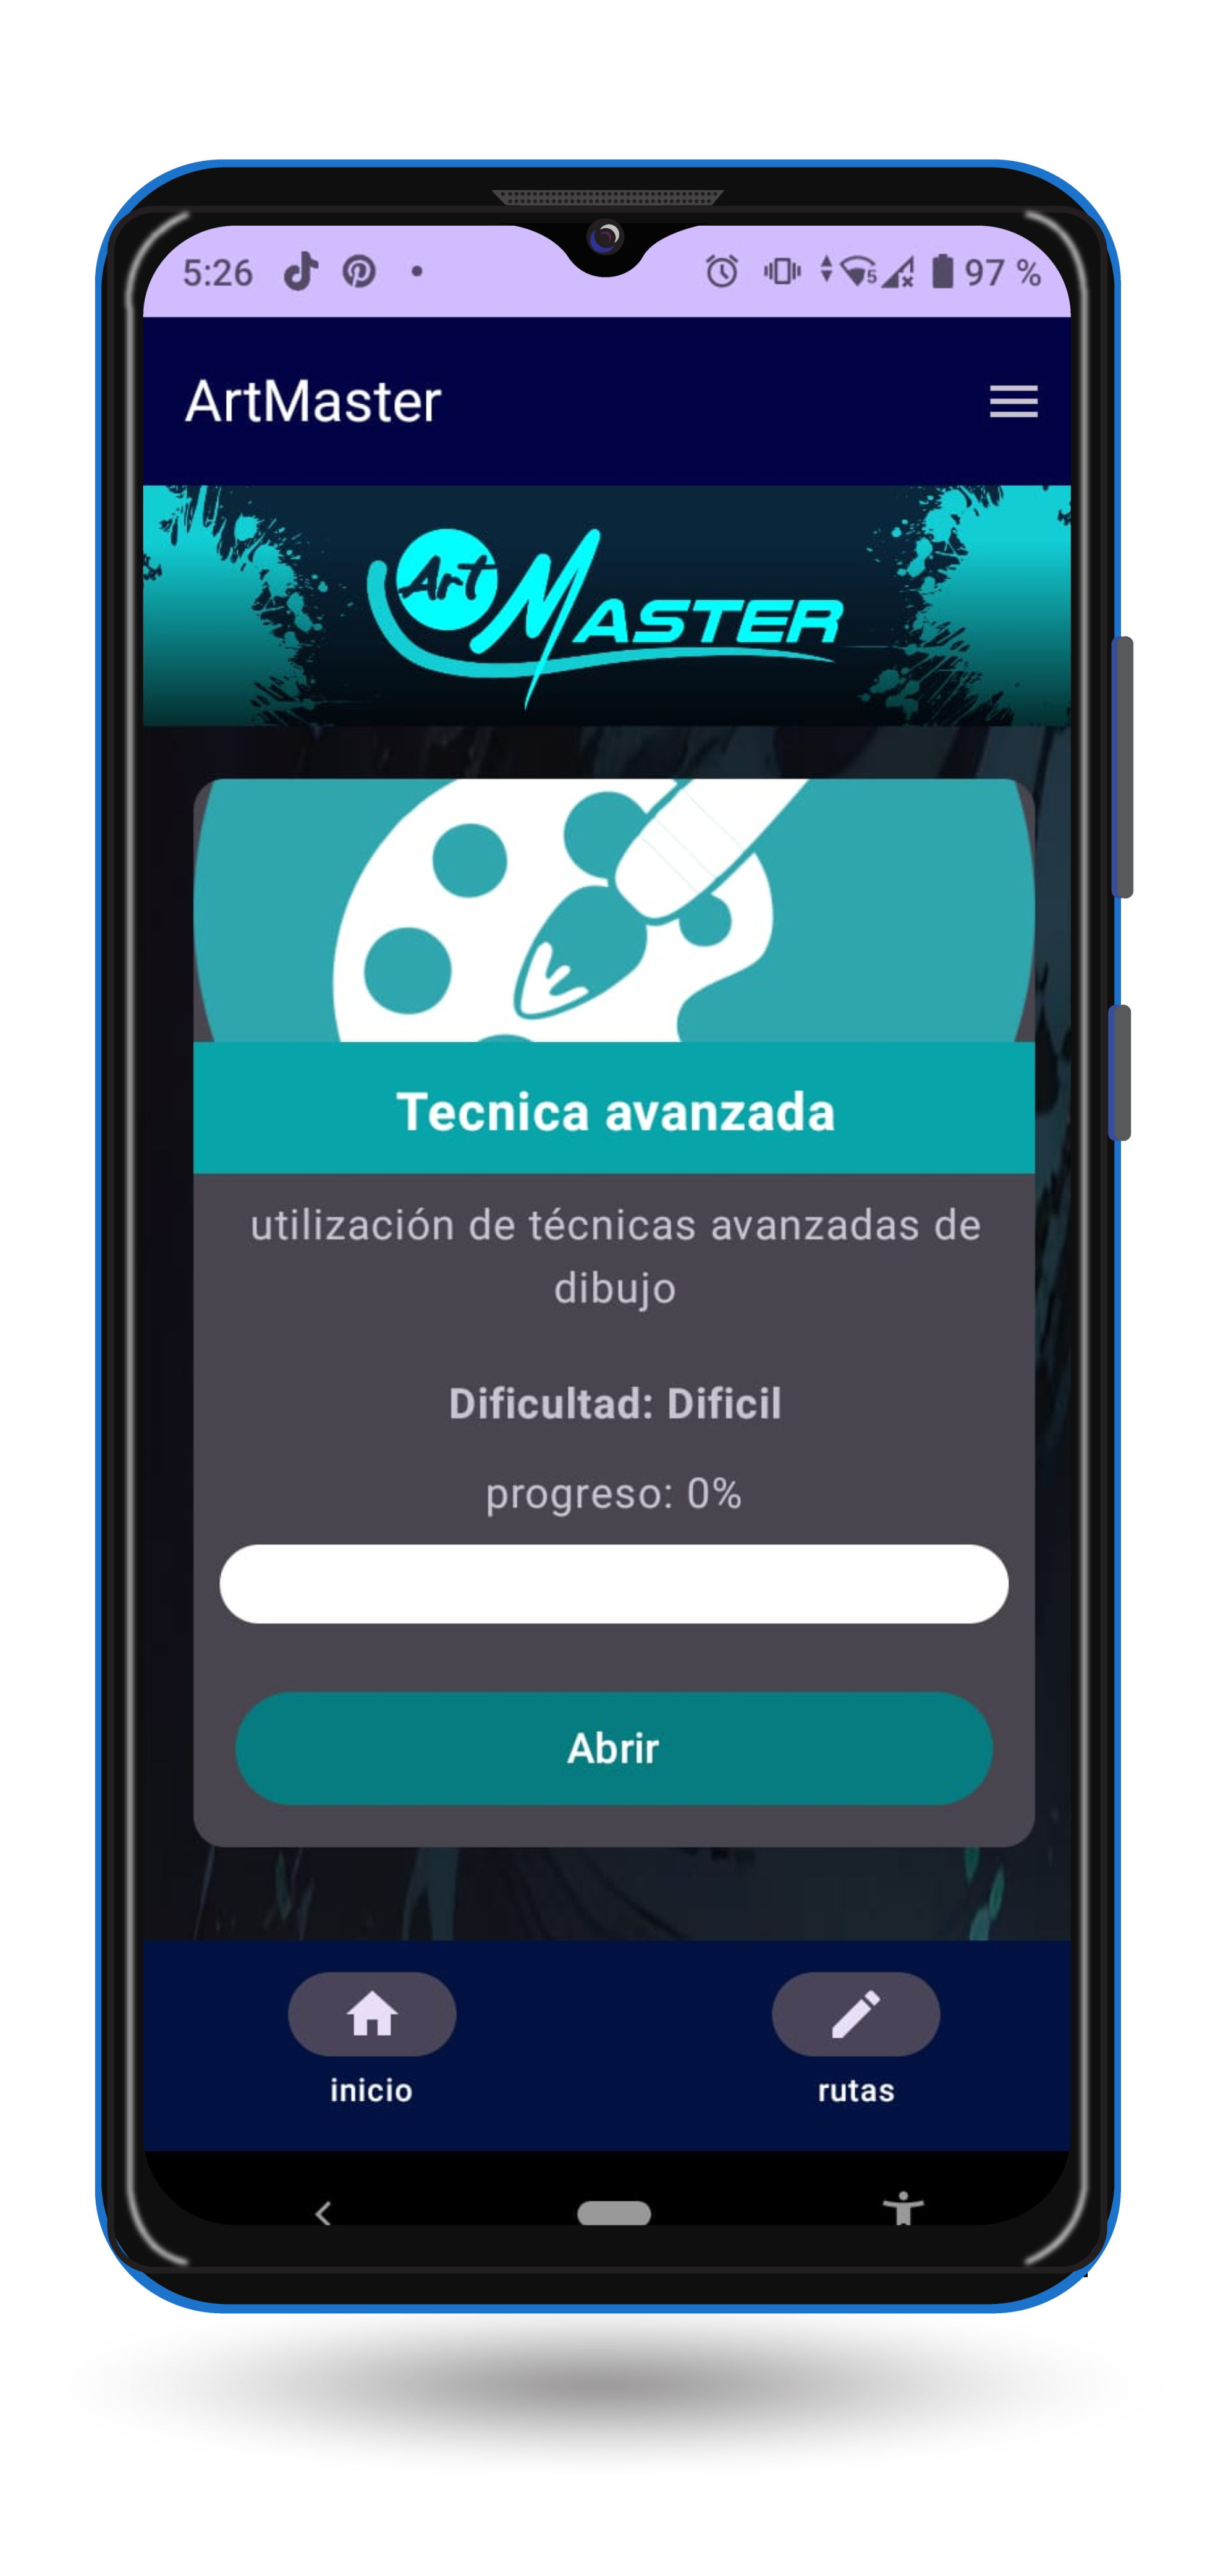 5:26 5 97 %
ArtMaster
Art MASTER
Tecnica avanzada
utilización de técnicas avanzadas de
dibujo
Dificultad: Dificil
progreso: 0%
Abrir
inicio rutas